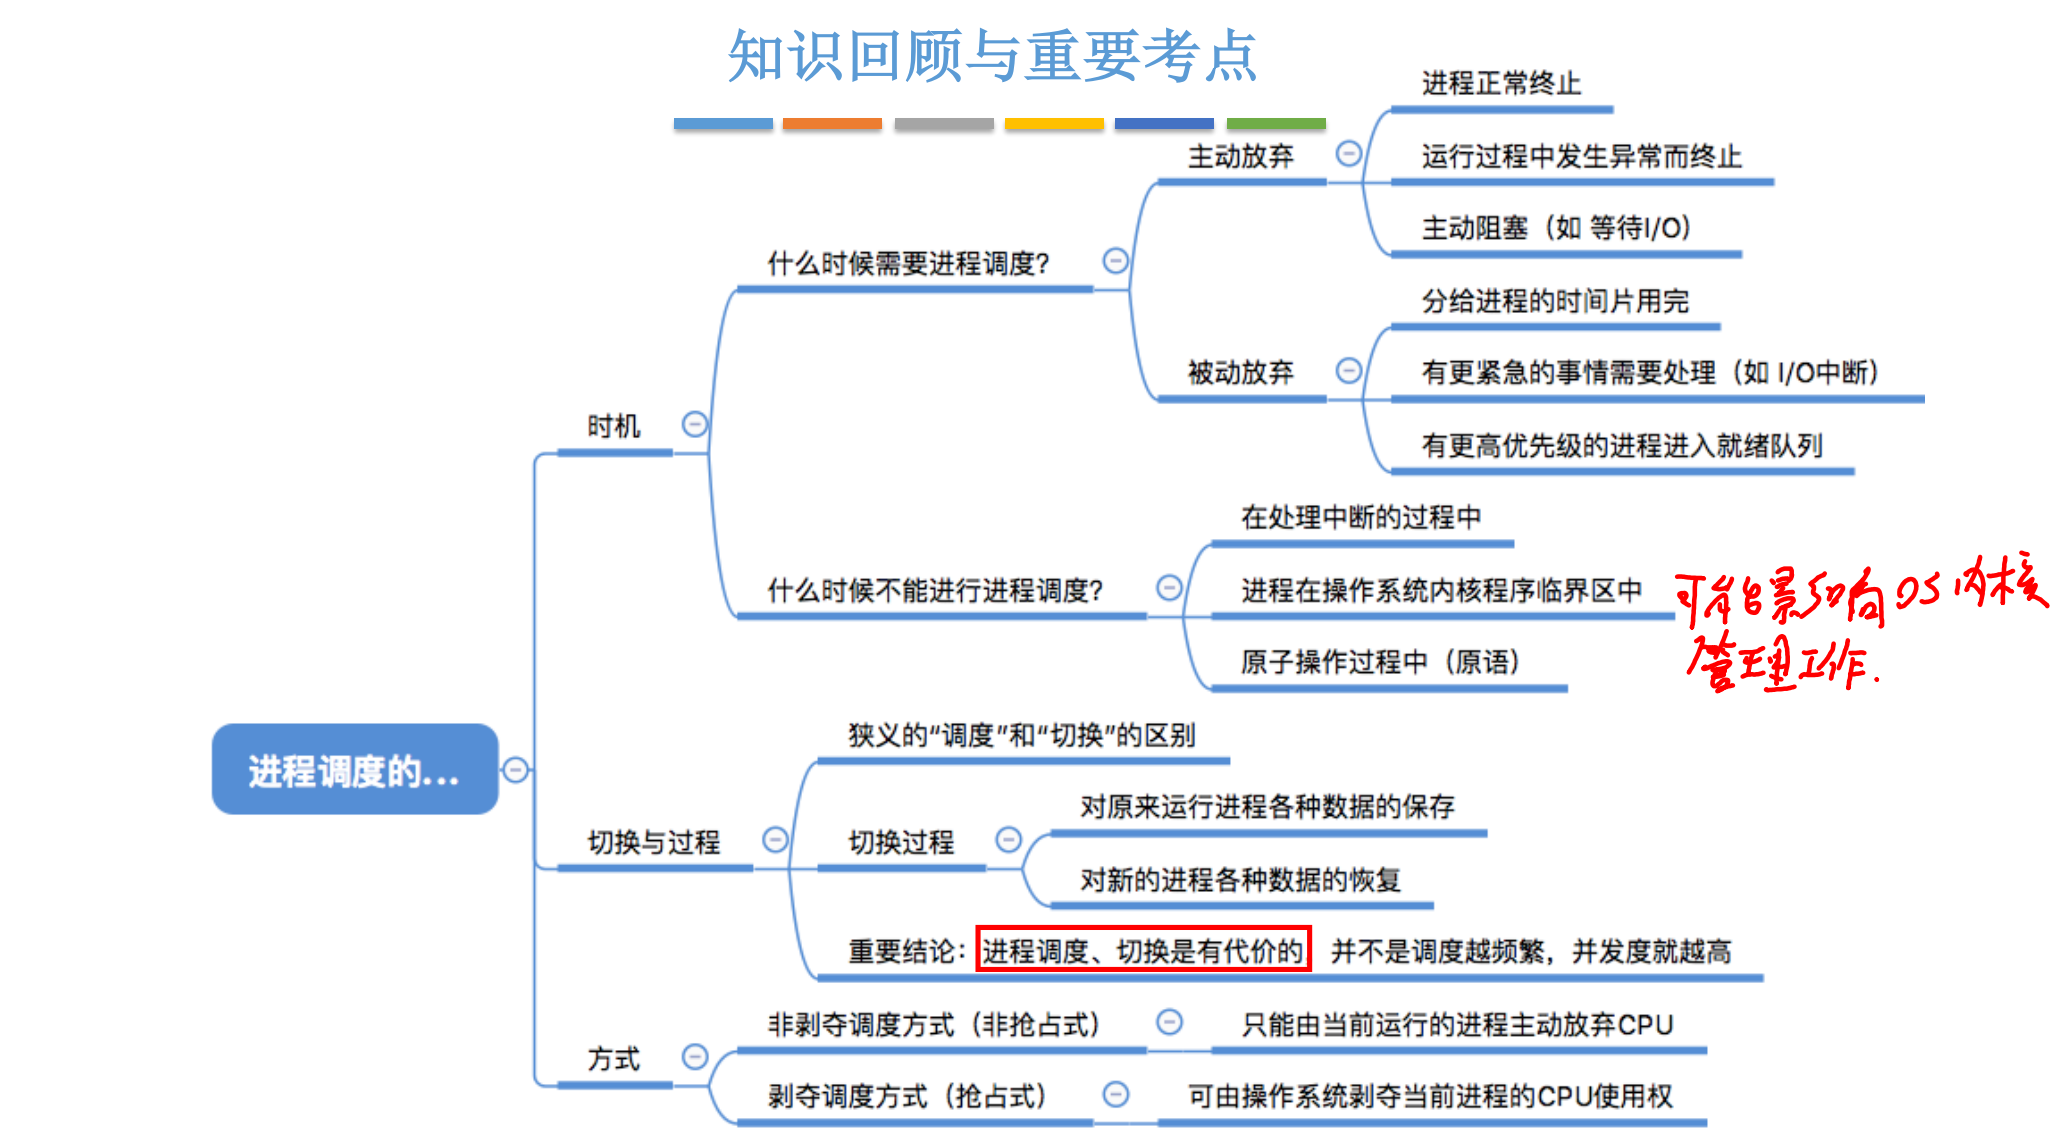 知识回顾与重要考点
进程正常终止
主动放弃
运行过程中发生异常而终止
主动阻塞（如 等待I/O）
什么时候需要进程调度？
分给进程的时间片用完
被动放弃
有更紧急的事情需要处理（如 I/O中断）
时机
有更高优先级的进程进入就绪队列
在处理中断的过程中
什么时候不能进行进程调度？
进程在操作系统内核程序临界区中
可能影响OS内核
管理工作.
原子操作过程中（原语）
进程调度的...
狭义的“调度”和“切换”的区别
切换与过程
切换过程
对原来运行进程各种数据的保存
对新的进程各种数据的恢复
重要结论：进程调度、切换是有代价的，并不是调度越频繁，并发度就越高
方式
非剥夺调度方式（非抢占式）
只能由当前运行的进程主动放弃CPU
剥夺调度方式（抢占式）
可由操作系统剥夺当前进程的CPU使用权